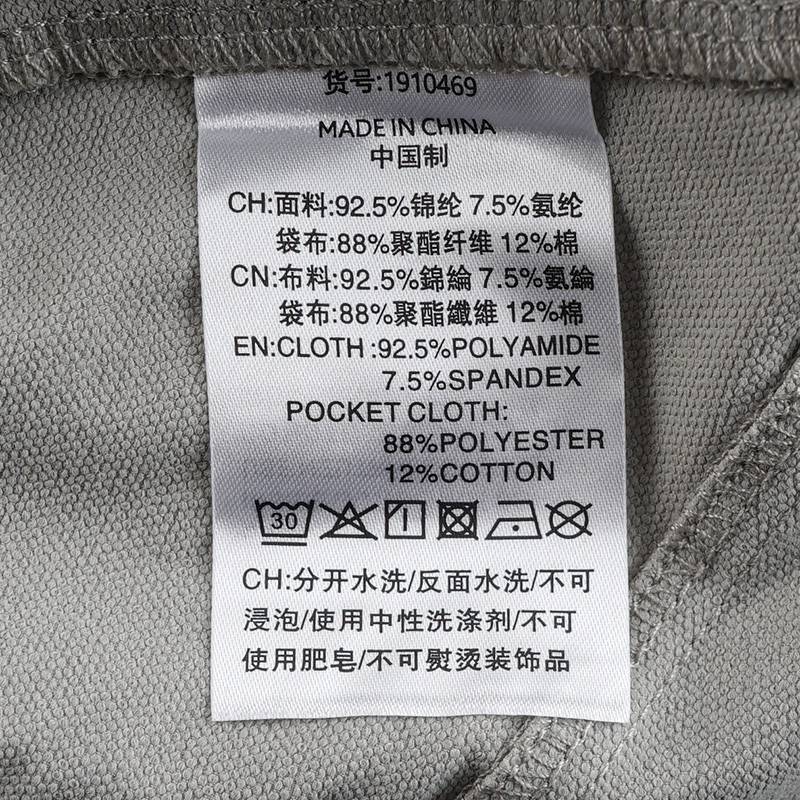 货号:1910469
MADE IN CHINA
中国制
CH:面料:92.5%锦纶 7.5%氨纶
袋布:88%聚酯纤维 12%棉
CN:布料:92.5%錦綸 7.5%氨綸
袋布:88%聚酯纖維 12%棉
EN:CLOTH :92.5%POLYAMIDE
7.5%SPANDEX
POCKET CLOTH:
88%POLYESTER
12%COTTON
30
CH:分开水洗/反面水洗/不可
浸泡/使用中性洗涤剂/不可
使用肥皂/不可熨烫装饰品